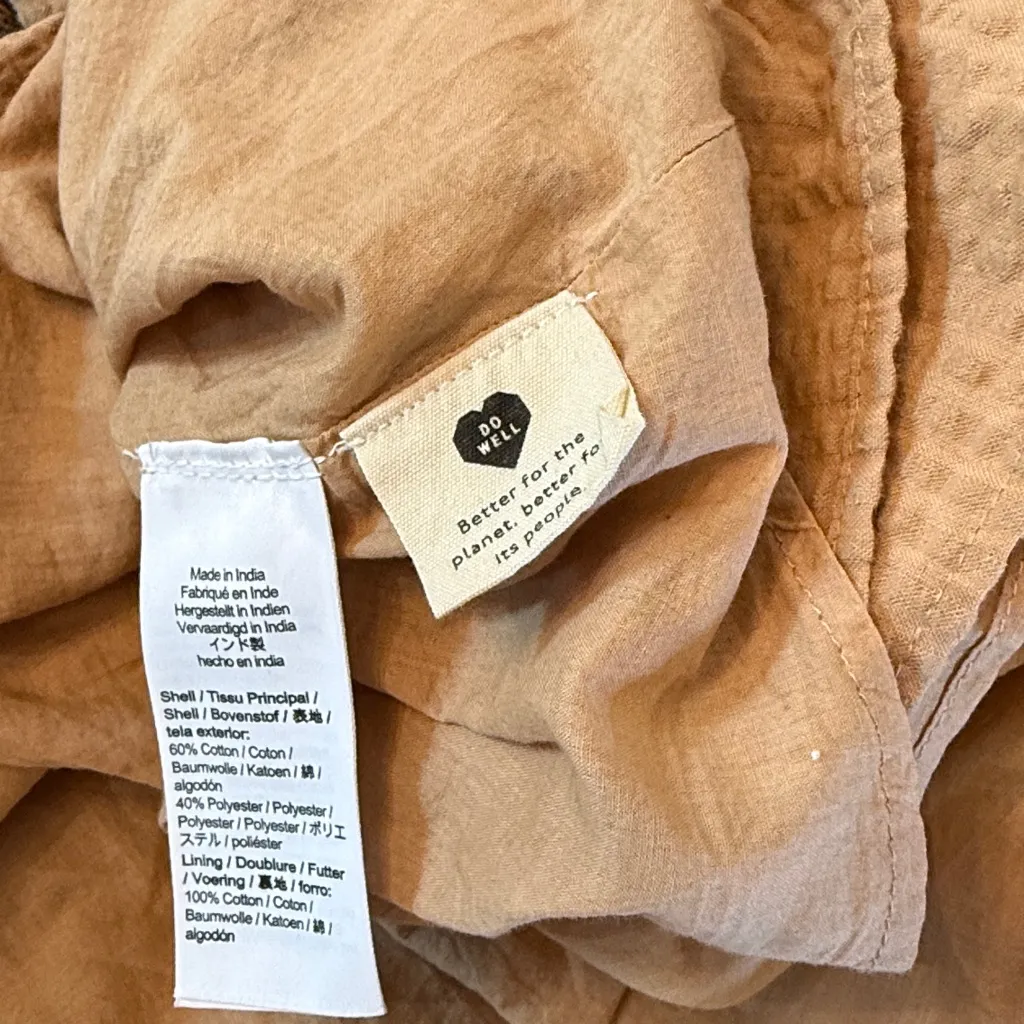 DO
WELL
Better for the
planet, better fo
its people.
Made in India
Fabriqué en Inde
Hergestellt in Indien
Vervaardigd in India
インド製
hecho en india
Shell / Tissu Principal /
Shell / Bovenstof / 表地 /
tela exterior:
60% Cotton / Coton /
Baumwolle / Katoen / 綿 /
algodón
40% Polyester / Polyester /
Polyester / Polyester / ポリエ
ステル / poliéster
Lining / Doublure / Futter
/ Voering / 裏地 / forro:
100% Cotton / Coton /
Baumwolle / Katoen / 綿 /
algodón